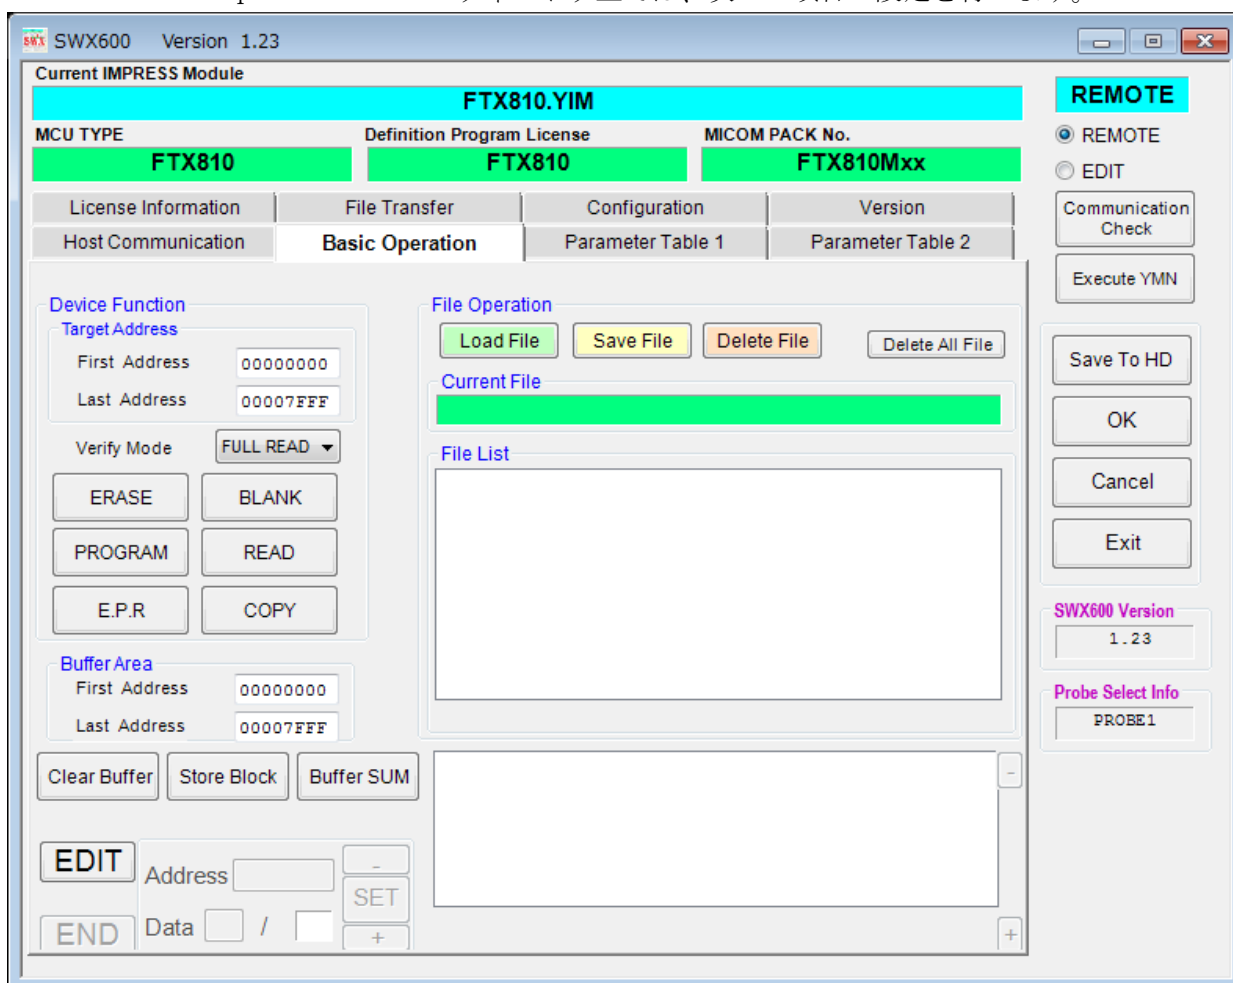 SWX600 Version 1.23
Current IMPRESS Module
FTX810.YIM
MCU TYPE
Definition Program License
MICOM PACK No.
FTX810
FTX810
FTX810Mxx
License Information
File Transfer
Configuration
Version
Host Communication
Basic Operation
Parameter Table 1
Parameter Table 2
Device Function
Target Address
First Address 00000000
Last Address 00007FFF
Verify Mode FULL READ
ERASE
BLANK
PROGRAM
READ
E.P.R
COPY
Buffer Area
First Address 00000000
Last Address 00007FFF
Clear Buffer
Store Block
Buffer SUM
EDIT
END
Address
Data /
-
SET
+
File Operation
Load File
Save File
Delete File
Delete All File
Current File
File List
-
+
REMOTE
REMOTE
EDIT
Communication
Check
Execute YMN
Save To HD
OK
Cancel
Exit
SWX600 Version
1.23
Probe Select Info
PROBE1